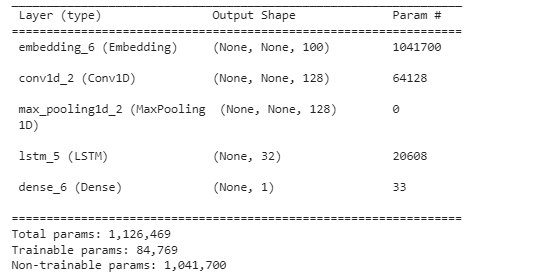 Layer (type) Output Shape Param #
embedding_6 (Embedding) (None, None, 100) 1041700
conv1d_2 (Conv1D) (None, None, 128) 64128
max_pooling1d_2 (MaxPooling (None, None, 128) 0
1D)
lstm_5 (LSTM) (None, 32) 20608
dense_6 (Dense) (None, 1) 33
Total params: 1,126,469
Trainable params: 84,769
Non-trainable params: 1,041,700